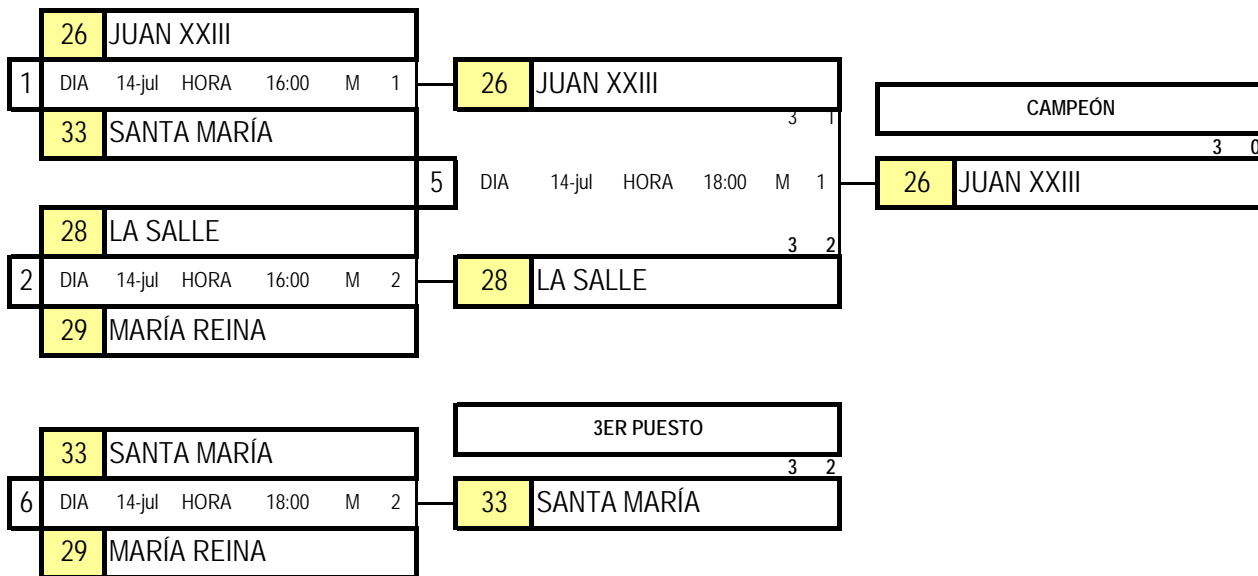 26 JUAN XXIII
1 DIA 14-jul HORA 16:00 M 1
33 SANTA MARÍA
26 JUAN XXIII
3 1
5 DIA 14-jul HORA 18:00 M 1
CAMPEÓN
3 0
26 JUAN XXIII
28 LA SALLE
2 DIA 14-jul HORA 16:00 M 2
29 MARÍA REINA
3 2
28 LA SALLE
33 SANTA MARÍA
6 DIA 14-jul HORA 18:00 M 2
29 MARÍA REINA
3ER PUESTO
3 2
33 SANTA MARÍA